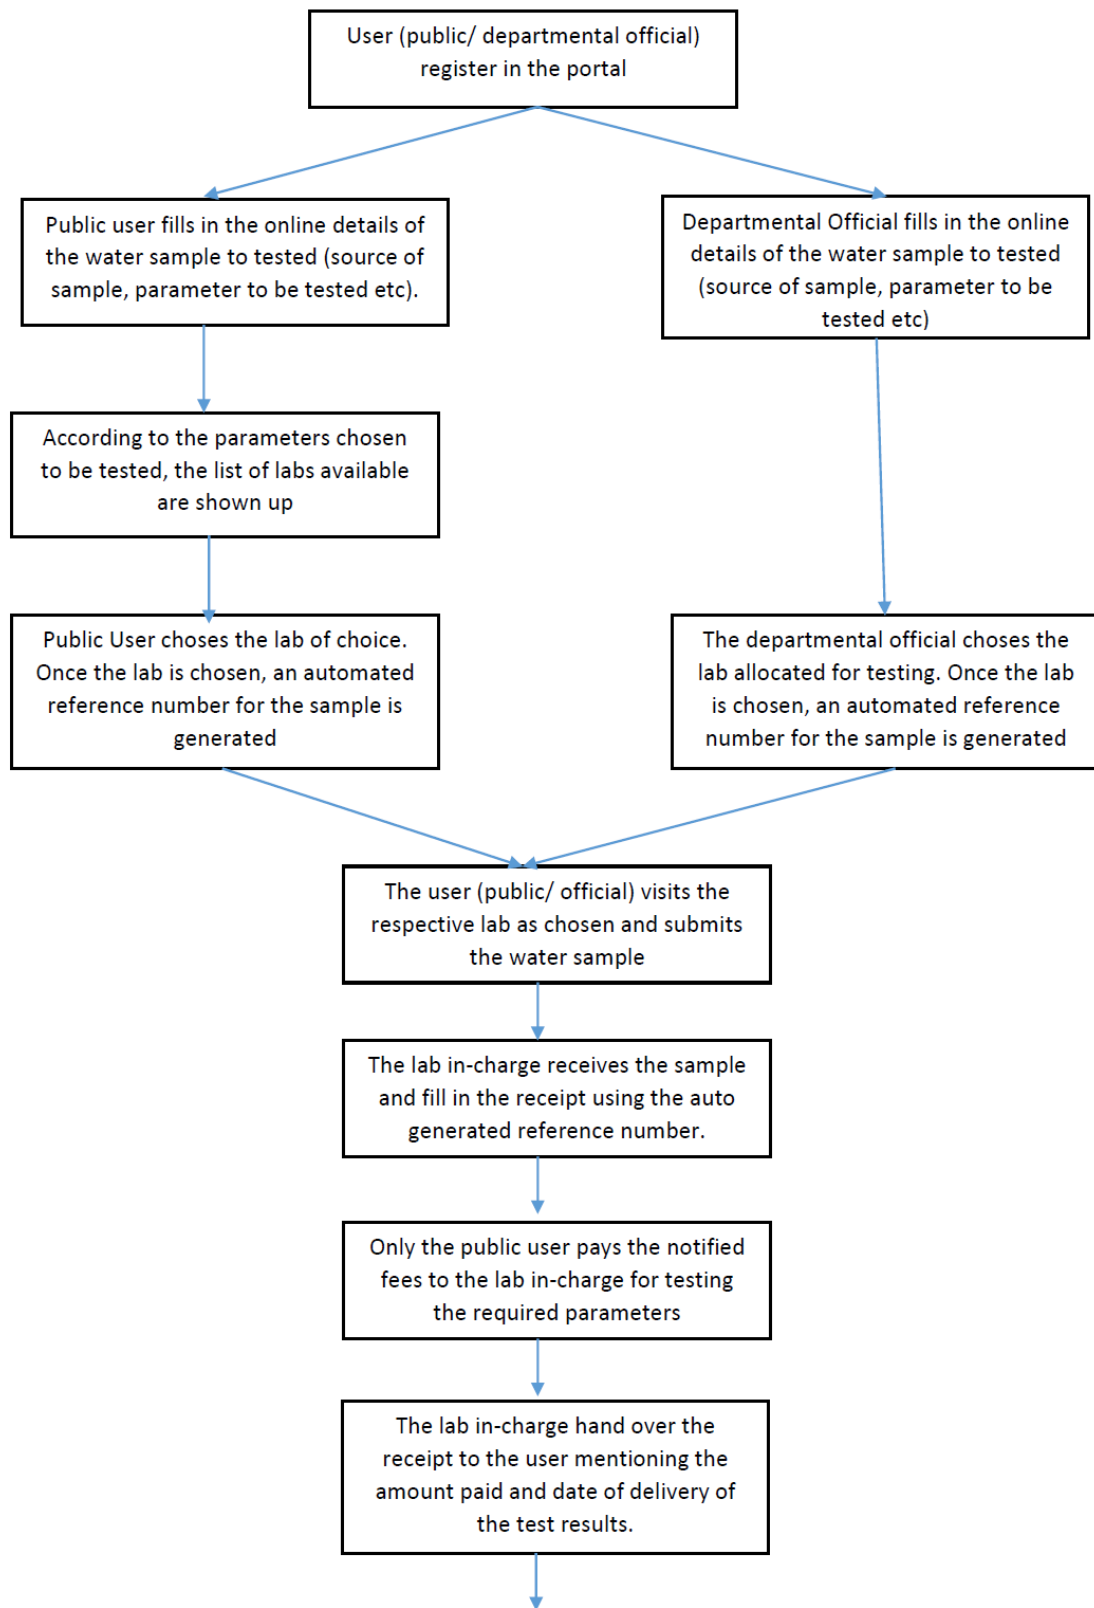 User (public/ departmental official)
register in the portal
Public user fills in the online details of
the water sample to tested (source of
sample, parameter to be tested etc).
Departmental Official fills in the online
details of the water sample to tested
(source of sample, parameter to be
tested etc)
According to the parameters chosen
to be tested, the list of labs available
are shown up
Public User choses the lab of choice.
Once the lab is chosen, an automated
reference number for the sample is
generated
The departmental official choses the
lab allocated for testing. Once the lab
is chosen, an automated reference
number for the sample is generated
The user (public/ official) visits the
respective lab as chosen and submits
the water sample
The lab in-charge receives the sample
and fill in the receipt using the auto
generated reference number.
Only the public user pays the notified
fees to the lab in-charge for testing
the required parameters
The lab in-charge hand over the
receipt to the user mentioning the
amount paid and date of delivery of
the test results.